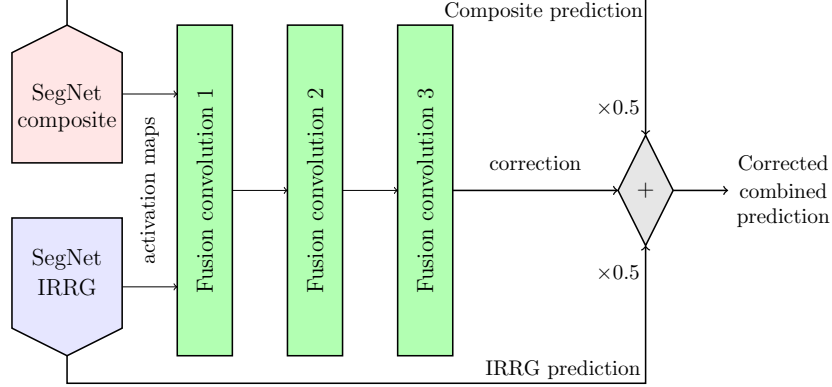 Composite prediction
SegNet
composite
activation maps
SegNet
IRRG
Fusion convolution 1
Fusion convolution 2
Fusion convolution 3
correction
×0.5
+
×0.5
Corrected
combined
prediction
IRRG prediction